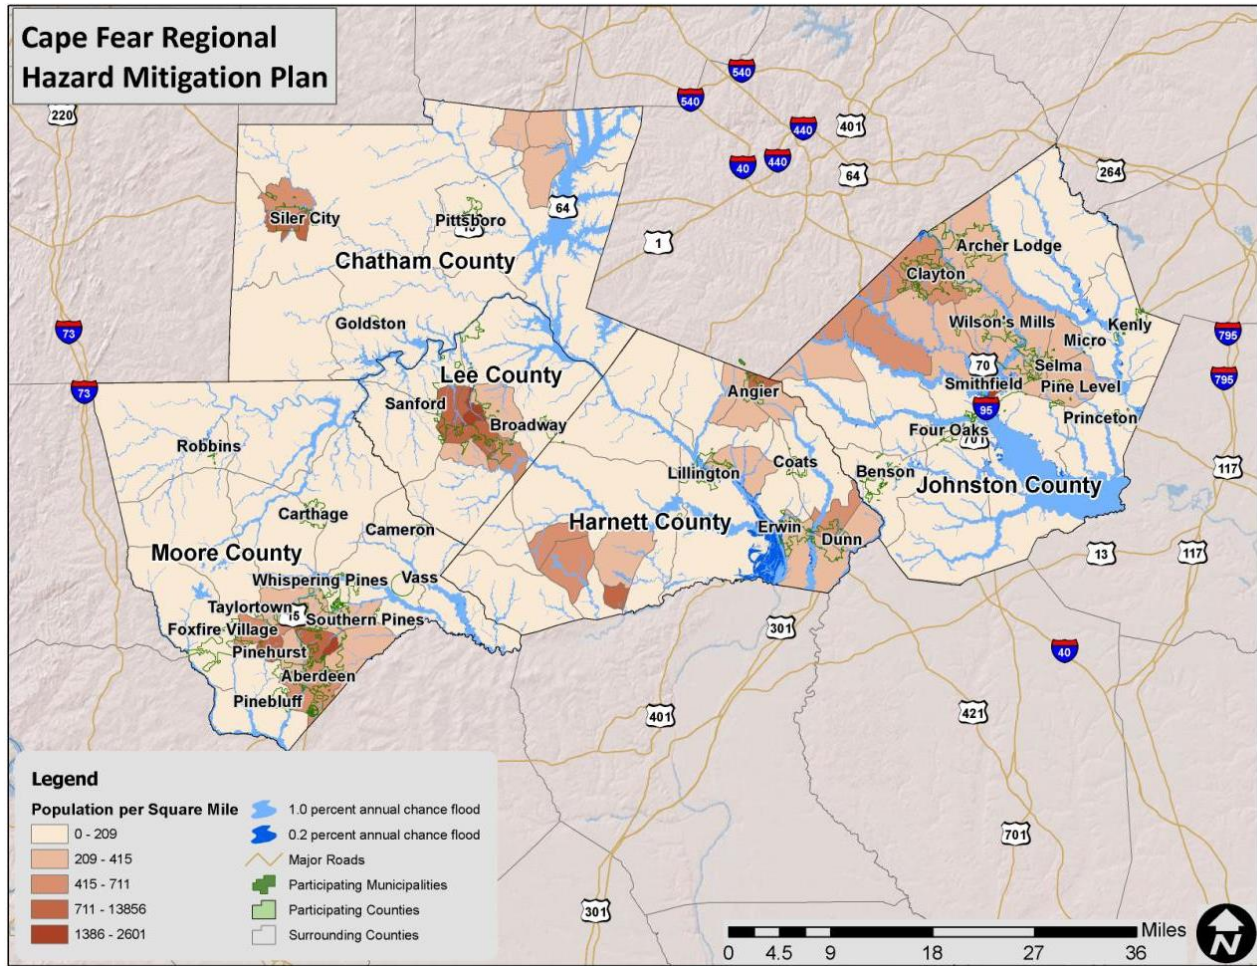 Cape Fear Regional
Hazard Mitigation Plan
220
540
540
440
401
40
440
64
264
Siler City
Pittsboro
15
64
1
Archer Lodge
Chatham County
Clayton
Goldston
Wilson's Mills
Kenly
73
Micro
795
Lee County
70
Selma
73
Angier
Smithfield
Pine Level
795
Sanford
95
Princeton
Broadway
Four Oaks
701
Robbins
Lillington
Coats
Benson
117
Johnston County
Carthage
Harnett County
Erwin
Cameron
Dunn
Moore County
13
117
Whispering Pines
Vass
Taylortown
15
Southern Pines
Foxfire Village
301
Pinehurst
40
Aberdeen
Pinebluff
401
421
701
301
Legend
Population per Square Mile
0 - 209
209 - 415
415 - 711
711 - 13856
1386 - 2601
1.0 percent annual chance flood
0.2 percent annual chance flood
Major Roads
Participating Municipalities
Participating Counties
Surrounding Counties
Miles
0 4.5 9 18 27 36
N